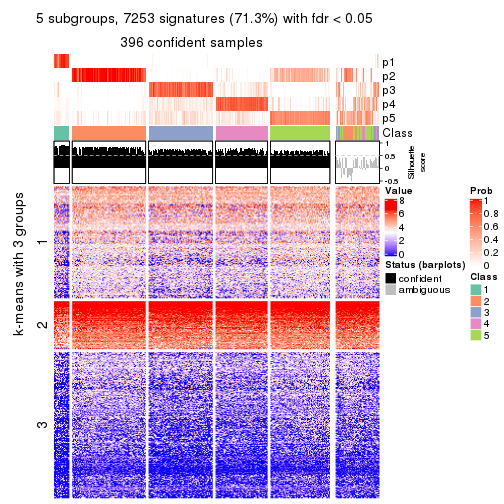 5 subgroups, 7253 signatures (71.3%) with fdr < 0.05
396 confident samples
p1
p2
p3
p4
p5
Class
1
0.5
0
-0.5
Silhouette
score
k-means with 3 groups
1
2
3
Value
8
6
4
2
0
Status (barplots)
confident
ambiguous
Prob
1
0.8
0.6
0.4
0.2
0
Class
1
2
3
4
5